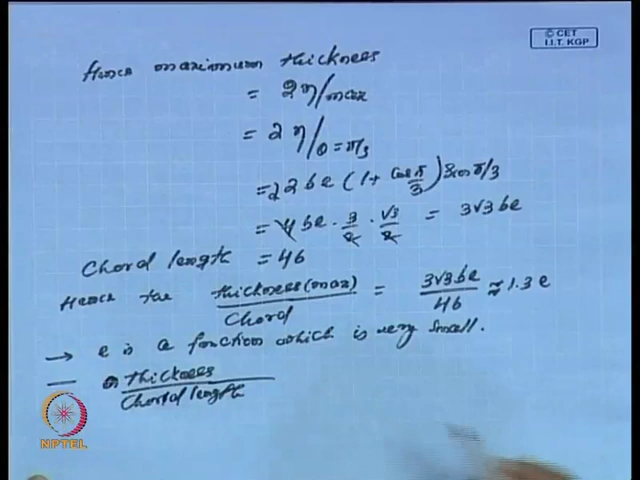 © CET
I.I.T. KGP
Hence maximum thickness
= 2η/max
= 2η/θ=π/3
= 2 2be (1 + cos π/3) sin π/3
= 4be · 3/2 · √3/2 = 3√3 be
Chord length = 4b
Hence the thickness (max)/Chord = 3√3be/4b ≈ 1.3 e
→ e is a fonction which is very small.
— thickness/Chord length
NPTEL